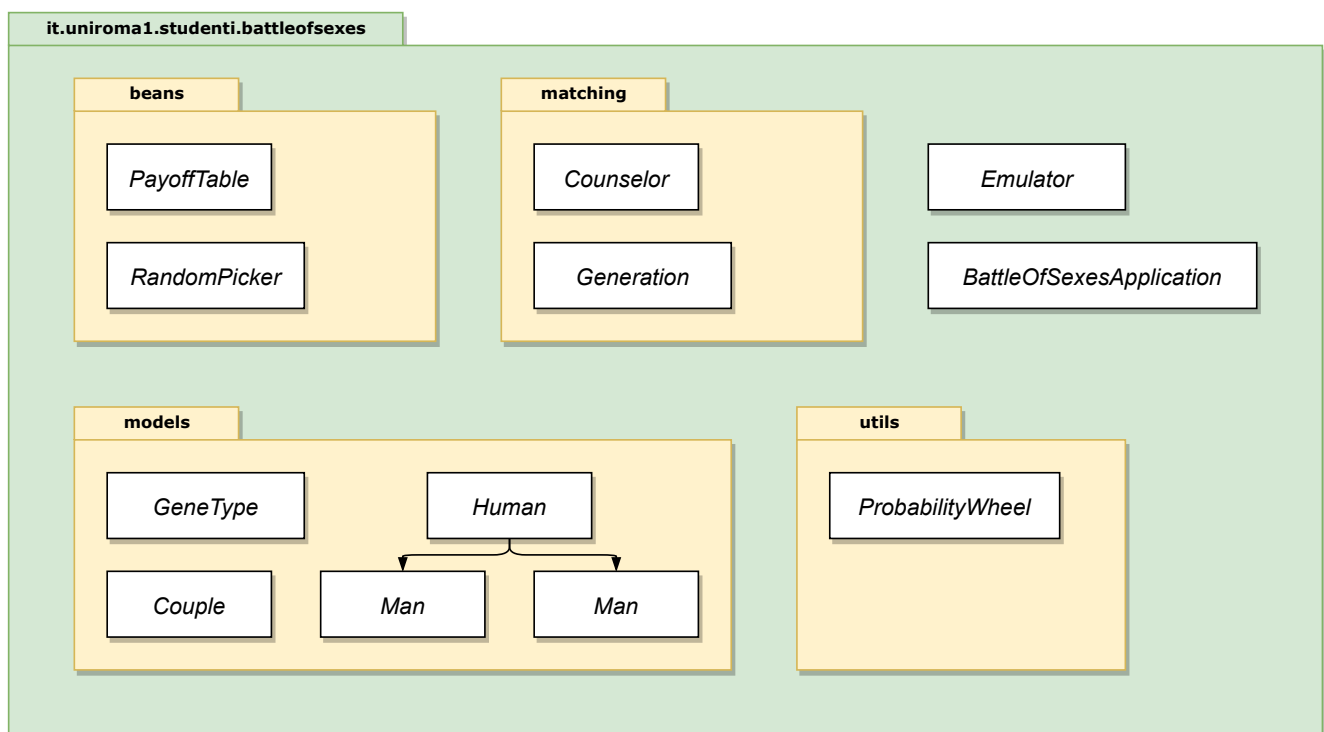 it.uniroma1.studenti.battleofsexes
beans
PayoffTable
RandomPicker
matching
Counselor
Generation
Emulator
BattleOfSexesApplication
models
GeneType
Human
Couple
Man
Man
utils
ProbabilityWheel